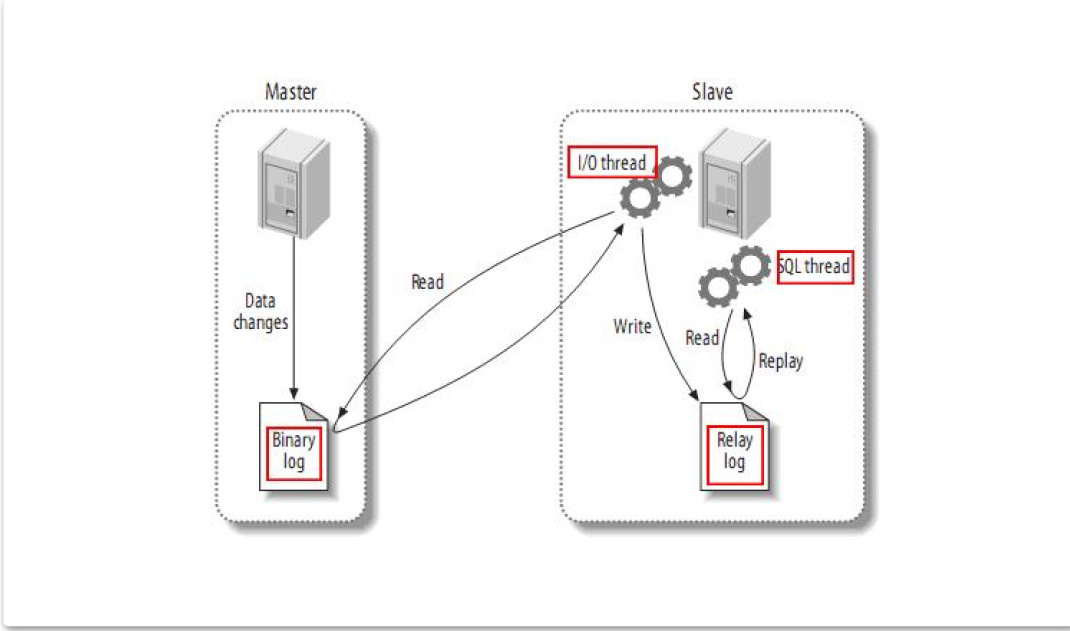 Master
Slave
I/O thread
SQL thread
Read
Data
changes
Write
Read
Replay
Binary
log
Relay
log